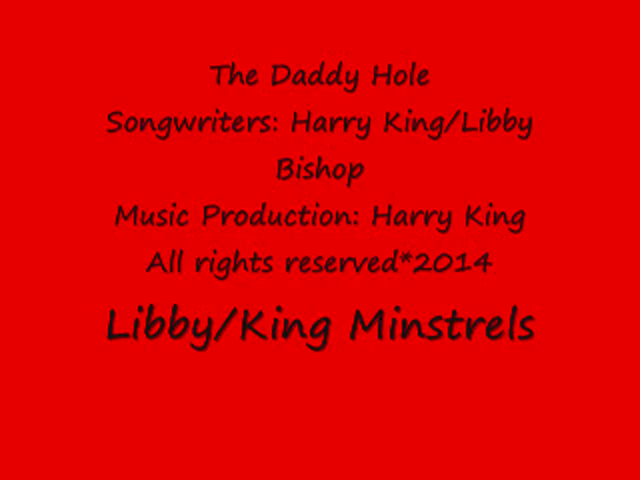 The Daddy Hole
Songwriters: Harry King/Libby
Bishop
Music Production: Harry King
All rights reserved*2014
Libby/King Minstrels